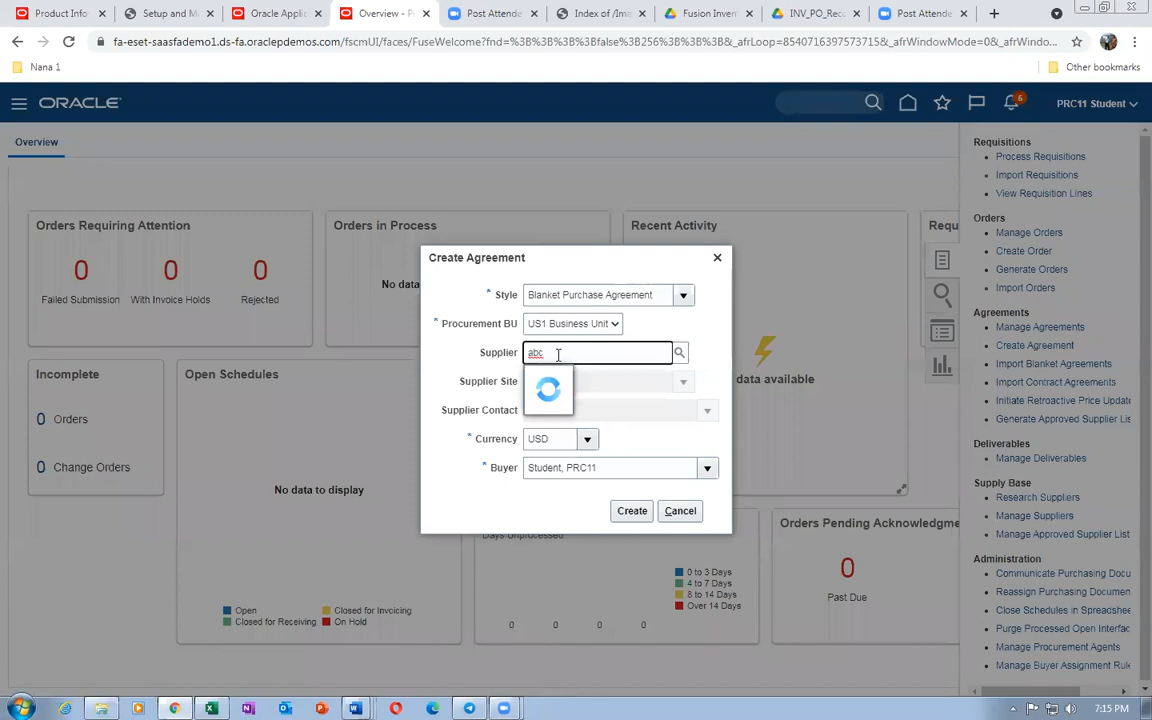 Product Info
Setup and M
Oracle Appli
Overview - P
Post Attende
Index of /Ima
Fusion Inven
INV_PO_Rec
Post Attende
fa-eset-saasfademo1.ds-fa.oraclepdemos.com/fscmUI/faces/FuseWelcome?fnd=%3B%3B%3B%3Bfalse%3B256%3B%3B%3B&_afrLoop=8540716397573715&_afrWindowMode=0&_afrWindo...
Nana 1
Other bookmarks
ORACLE
6
PRC11 Student
Overview
Orders Requiring Attention
81
0
0
Failed Submission
With Invoice Holds
Rejected
Orders in Process
No da
Recent Activity
data available
Requ
Incomplete
0 Orders
0 Change Orders
Open Schedules
No data to display
Open
Closed for Invoicing
Closed for Receiving
On Hold
Create Agreement
* Style Blanket Purchase Agreement
* Procurement BU US1 Business Unit
Supplier abc
Supplier Site
Supplier Contact
* Currency USD
* Buyer Student, PRC11
Create
Cancel
Days Unprocessed
0 to 3 Days
4 to 7 Days
8 to 14 Days
Over 14 Days
0 0 0 0
Orders Pending Acknowledgme
0
Past Due
Requisitions
Process Requisitions
Import Requisitions
View Requisition Lines
Orders
Manage Orders
Create Order
Generate Orders
Import Orders
Agreements
Manage Agreements
Create Agreement
Import Blanket Agreements
Import Contract Agreements
Initiate Retroactive Price Update
Generate Approved Supplier Lis
Deliverables
Manage Deliverables
Supply Base
Research Suppliers
Manage Suppliers
Manage Approved Supplier List
Administration
Communicate Purchasing Docu
Reassign Purchasing Documen
Close Schedules in Spreadshee
Purge Processed Open Interfac
Manage Procurement Agents
Manage Buyer Assignment Rule
7:15 PM